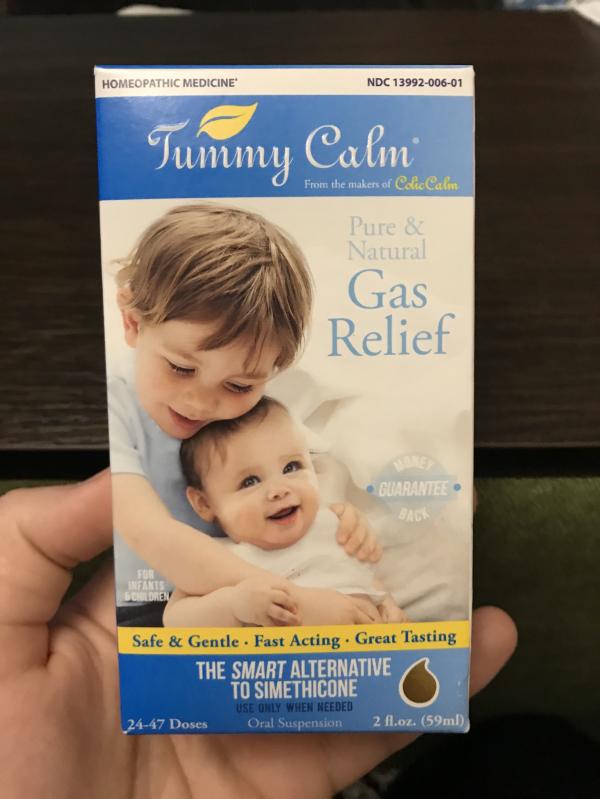 HOMEOPATHIC MEDICINE*
NDC 13992-006-01
Tummy Calm®
From the makers of ColicCalm
Pure &
Natural
Gas
Relief
MONEY
GUARANTEE
BACK
FOR
INFANTS
& CHILDREN
Safe & Gentle · Fast Acting · Great Tasting
THE SMART ALTERNATIVE
TO SIMETHICONE
USE ONLY WHEN NEEDED
24-47 Doses
Oral Suspension
2 fl.oz. (59ml)